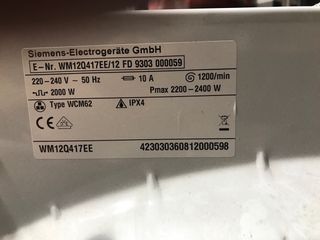 Siemens-Electrogeräte GmbH
E-Nr. WM12Q417EE/12 FD 9303 000059
220-240 V ~ 50 Hz 10 A 1200/min
2000 W Pmax 2200-2400 W
Type WCM62 IPX4
CE
WM12Q417EE 423030360812000598